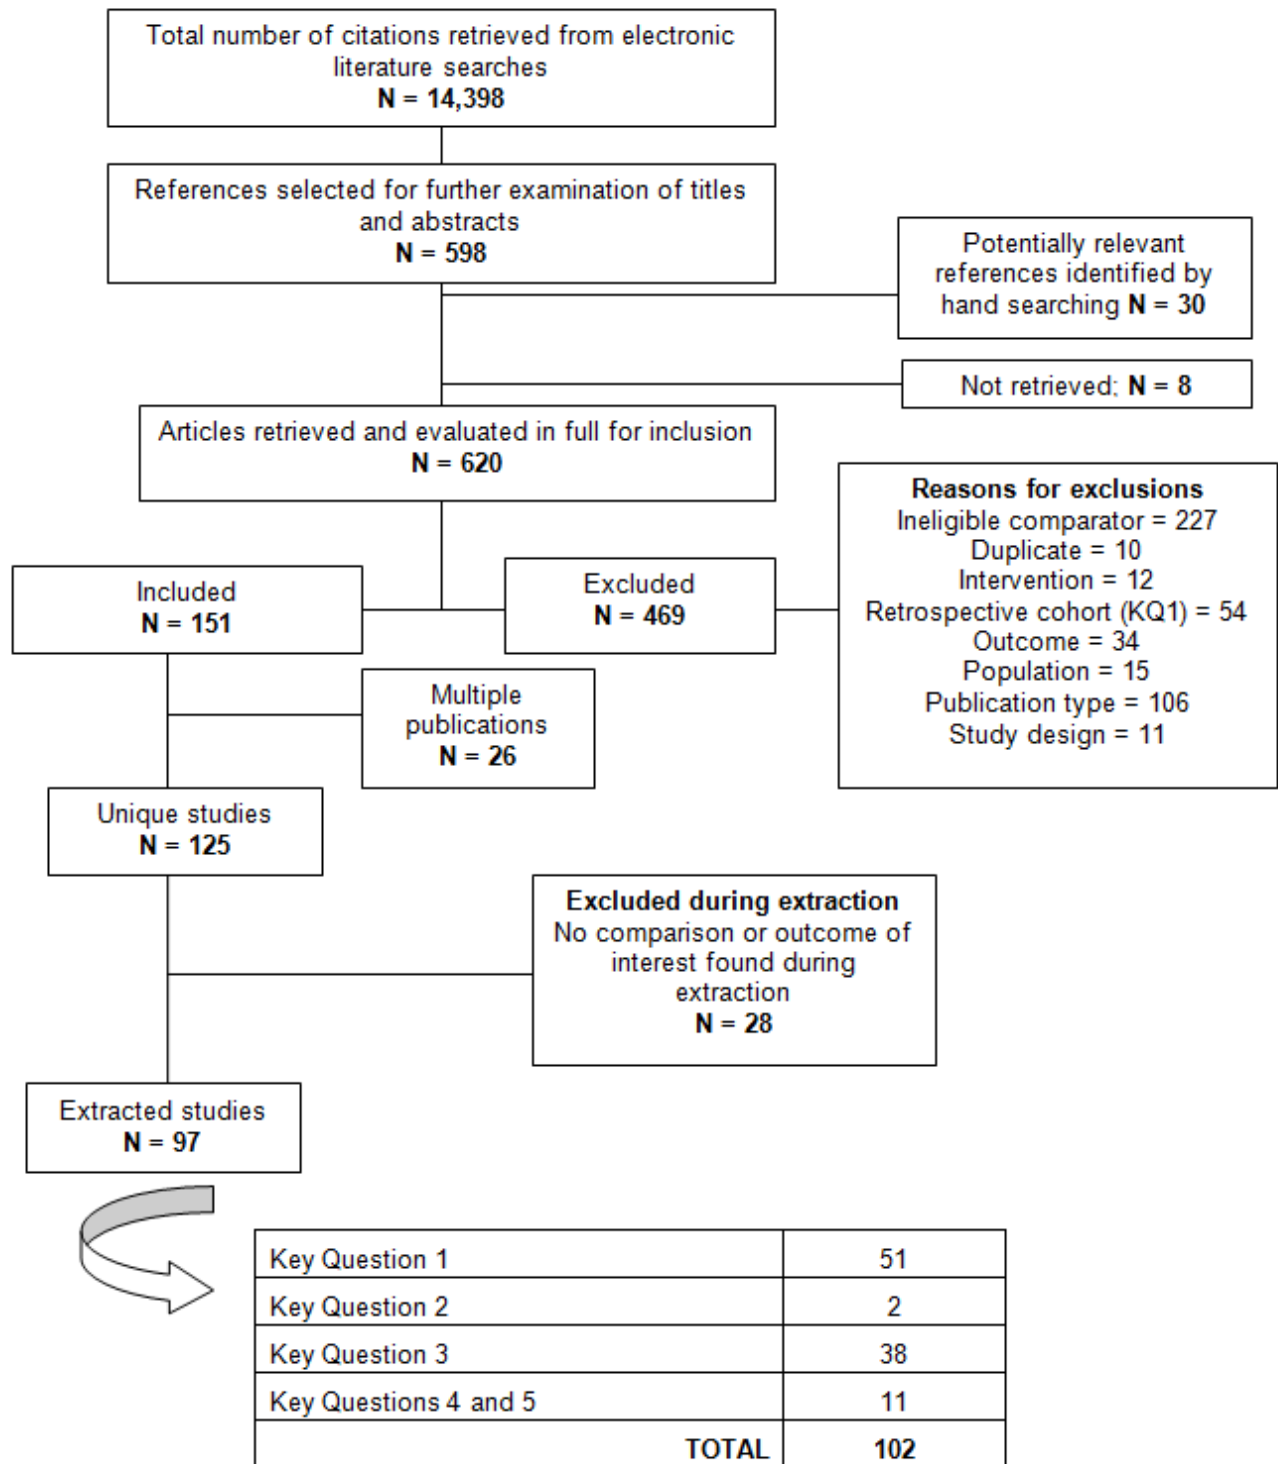 Total number of citations retrieved from electronic
literature searches
N = 14,398
References selected for further examination of titles
and abstracts
N = 598
Potentially relevant
references identified by
hand searching N = 30
Not retrieved; N = 8
Articles retrieved and evaluated in full for inclusion
N = 620
Reasons for exclusions
Ineligible comparator = 227
Duplicate = 10
Intervention = 12
Retrospective cohort (KQ1) = 54
Outcome = 34
Population = 15
Publication type = 106
Study design = 11
Included
N = 151
Excluded
N = 469
Multiple
publications
N = 26
Unique studies
N = 125
Excluded during extraction
No comparison or outcome of
interest found during
extraction
N = 28
Extracted studies
N = 97
Key Question 1 51
Key Question 2 2
Key Question 3 38
Key Questions 4 and 5 11
TOTAL 102